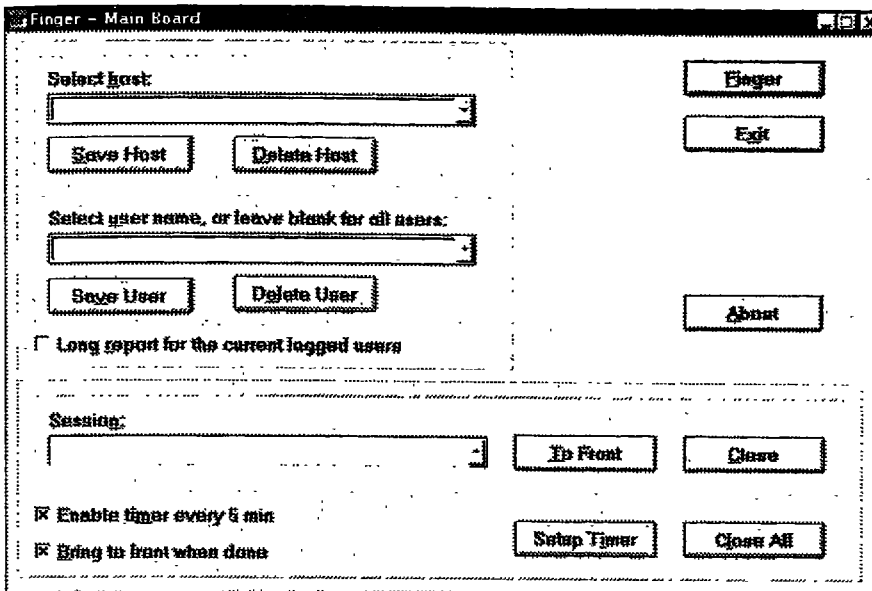 Finger – Main Board
Select host:
Finger
Exit
Save Host
Delete Host
Select user name, or leave blank for all users:
Save User
Delete User
About
Long report for the current logged users
Session:
To Front
Close
Enable timer every 5 min
Bring to front when done
Setup Timer
Close All